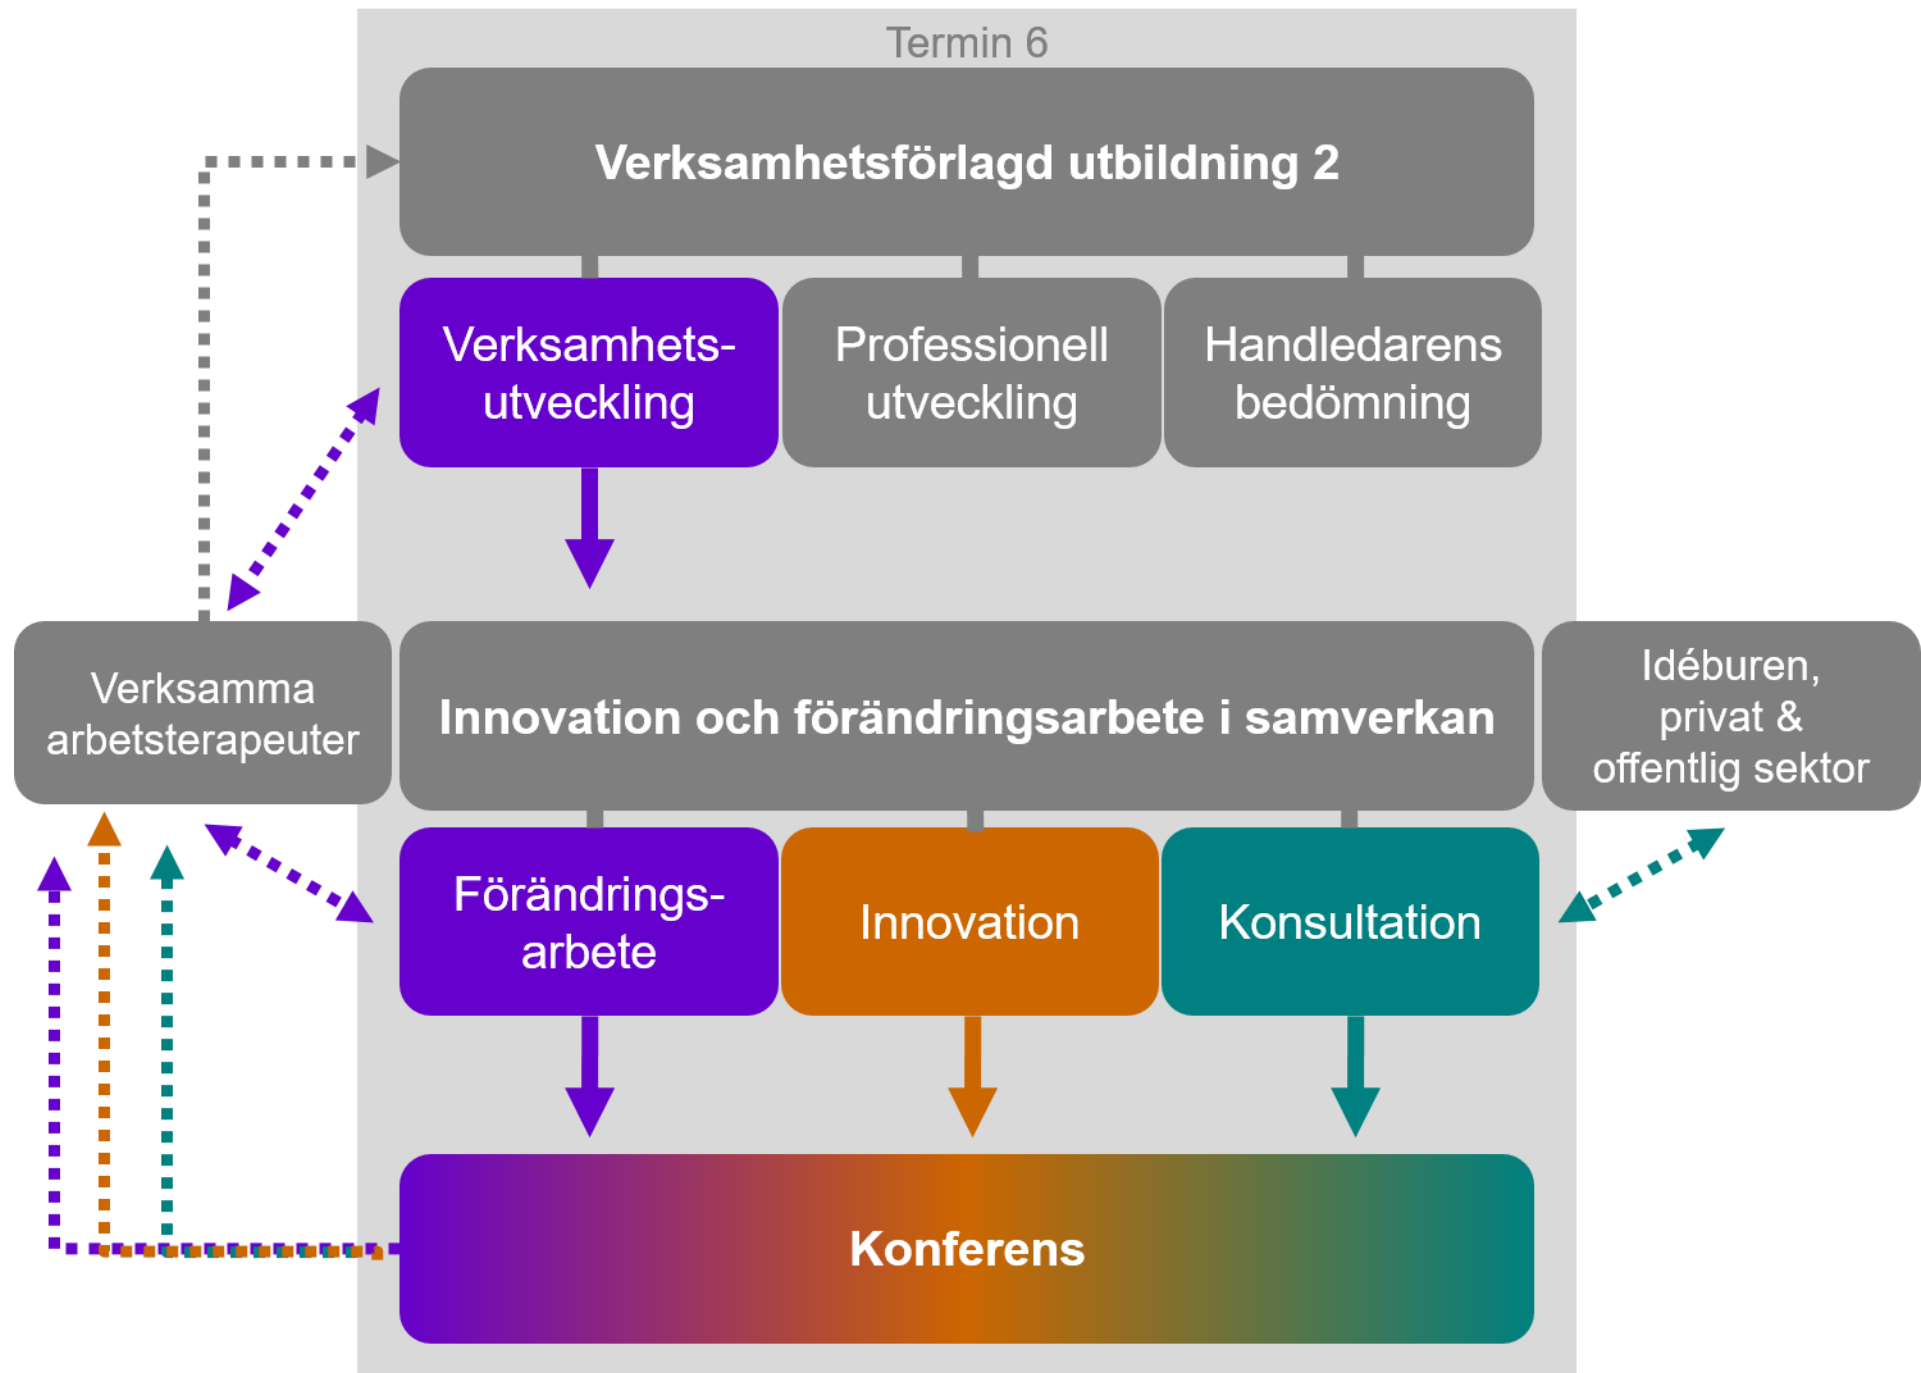 Termin 6
Verksamhetsförlagd utbildning 2
Verksamhets-
utveckling
Professionell
utveckling
Handledarens
bedömning
Verksamma
arbetsterapeuter
Innovation och förändringsarbete i samverkan
Idéburen,
privat &
offentlig sektor
Förändrings-
arbete
Innovation
Konsultation
Konferens